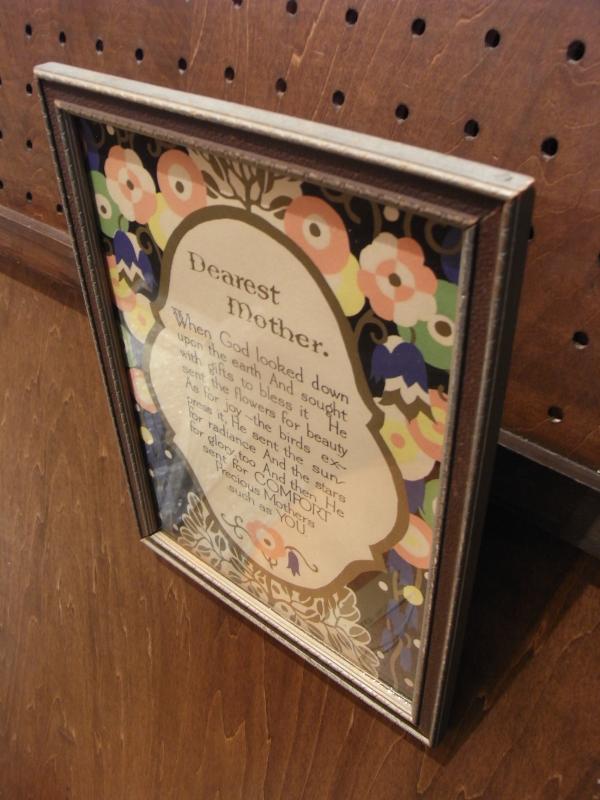 Dearest
Mother.
When God looked down
upon the earth And sought
with gifts to bless it He
sent the flowers for beauty
As for joy-the birds ex-
press it, He sent the sun,
for radiance And the stars
for glory, too And then He
sent for COMFORT
Precious Mothers
such as YOU